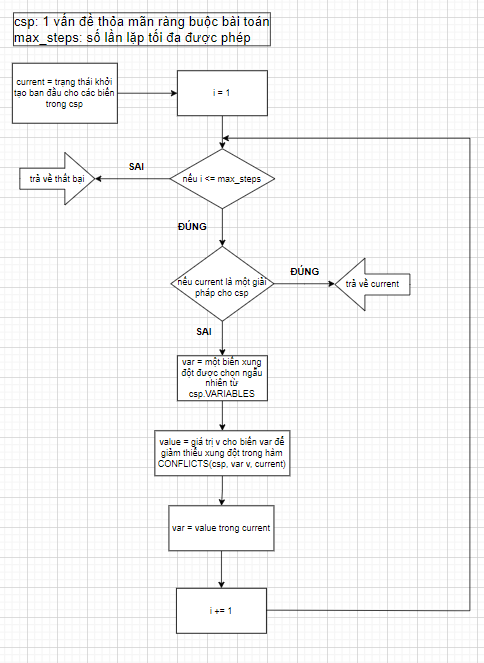 csp: 1 vấn đề thỏa mãn ràng buộc bài toán
max_steps: số lần lặp tối đa được phép
current = trạng thái khởi
tạo ban đầu cho các biến
trong csp
i = 1
nếu i <= max_steps
SAI
trả về thất bại
ĐÚNG
nếu current là một giải
pháp cho csp
ĐÚNG
trả về current
SAI
var = một biến xung
đột được chọn ngẫu
nhiên từ
csp.VARIABLES
value = giá trị v cho biến var để
giảm thiểu xung đột trong hàm
CONFLICTS(csp, var v, current)
var = value trong current
i += 1